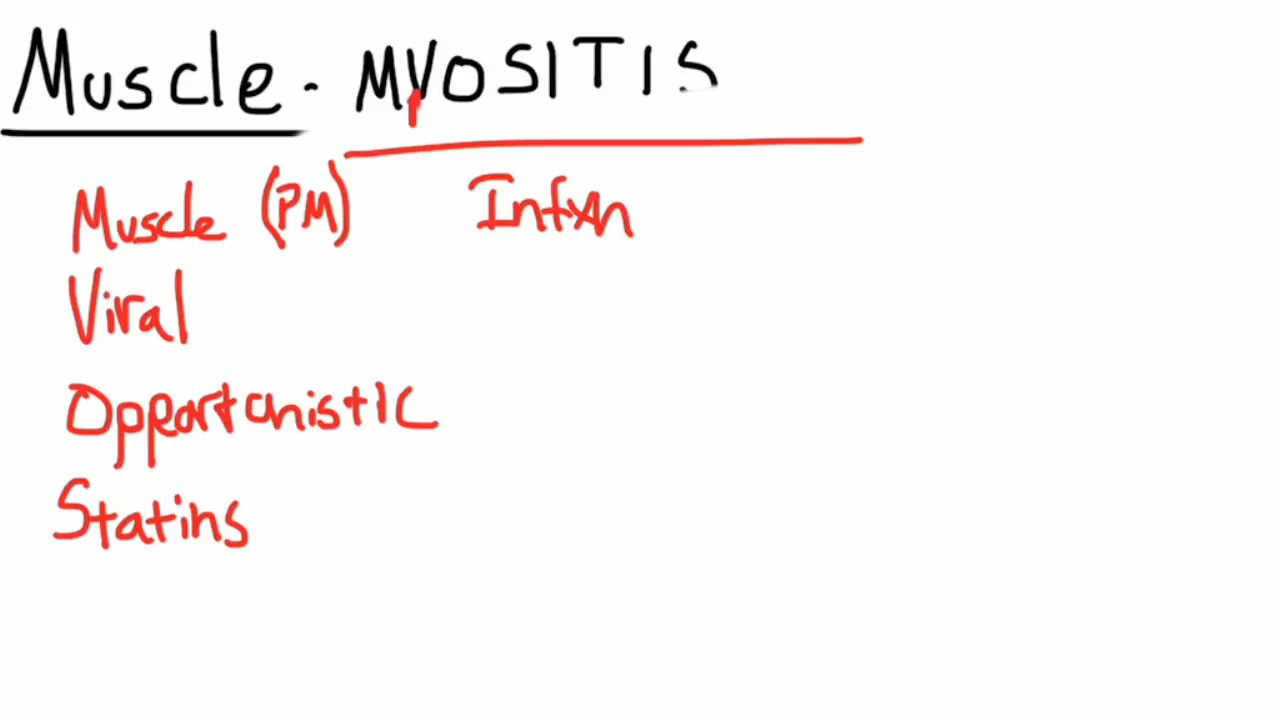 Muscle - MYOSITIS
Muscle (PM) Infxn
Viral
Opportunistic
Statins